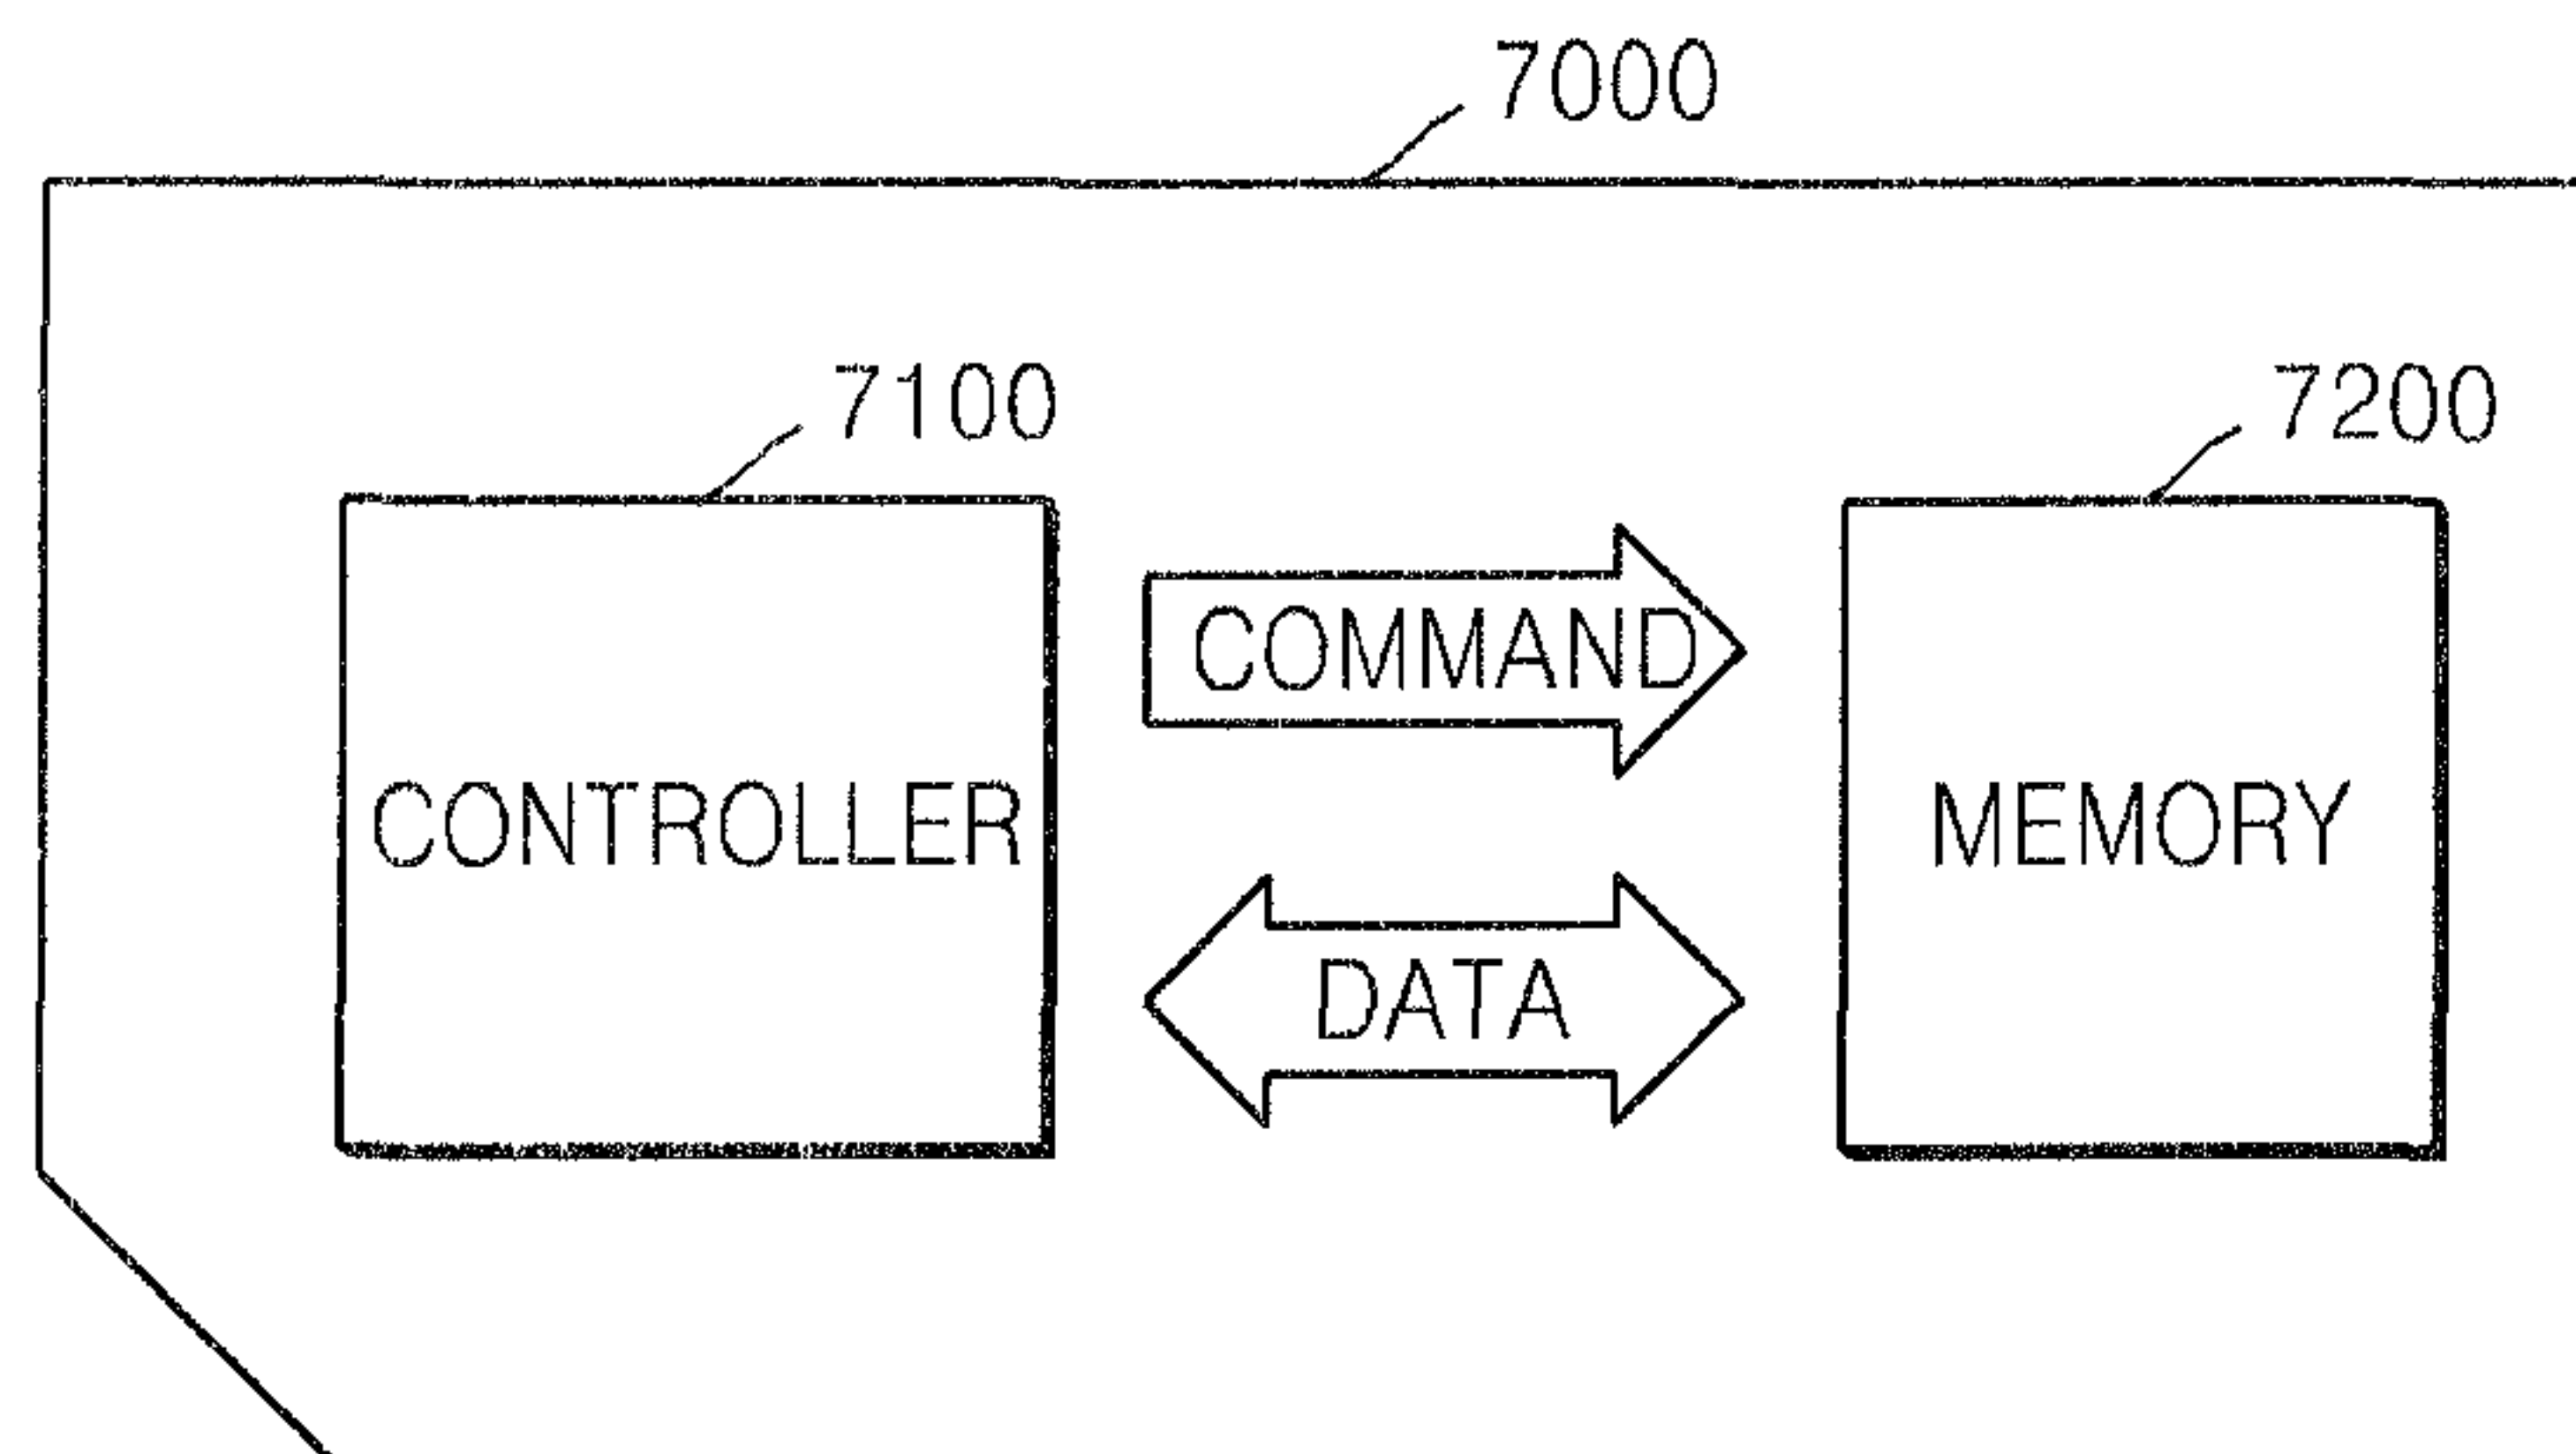 7000
7100
7200
COMMAND
CONTROLLER
MEMORY
DATA